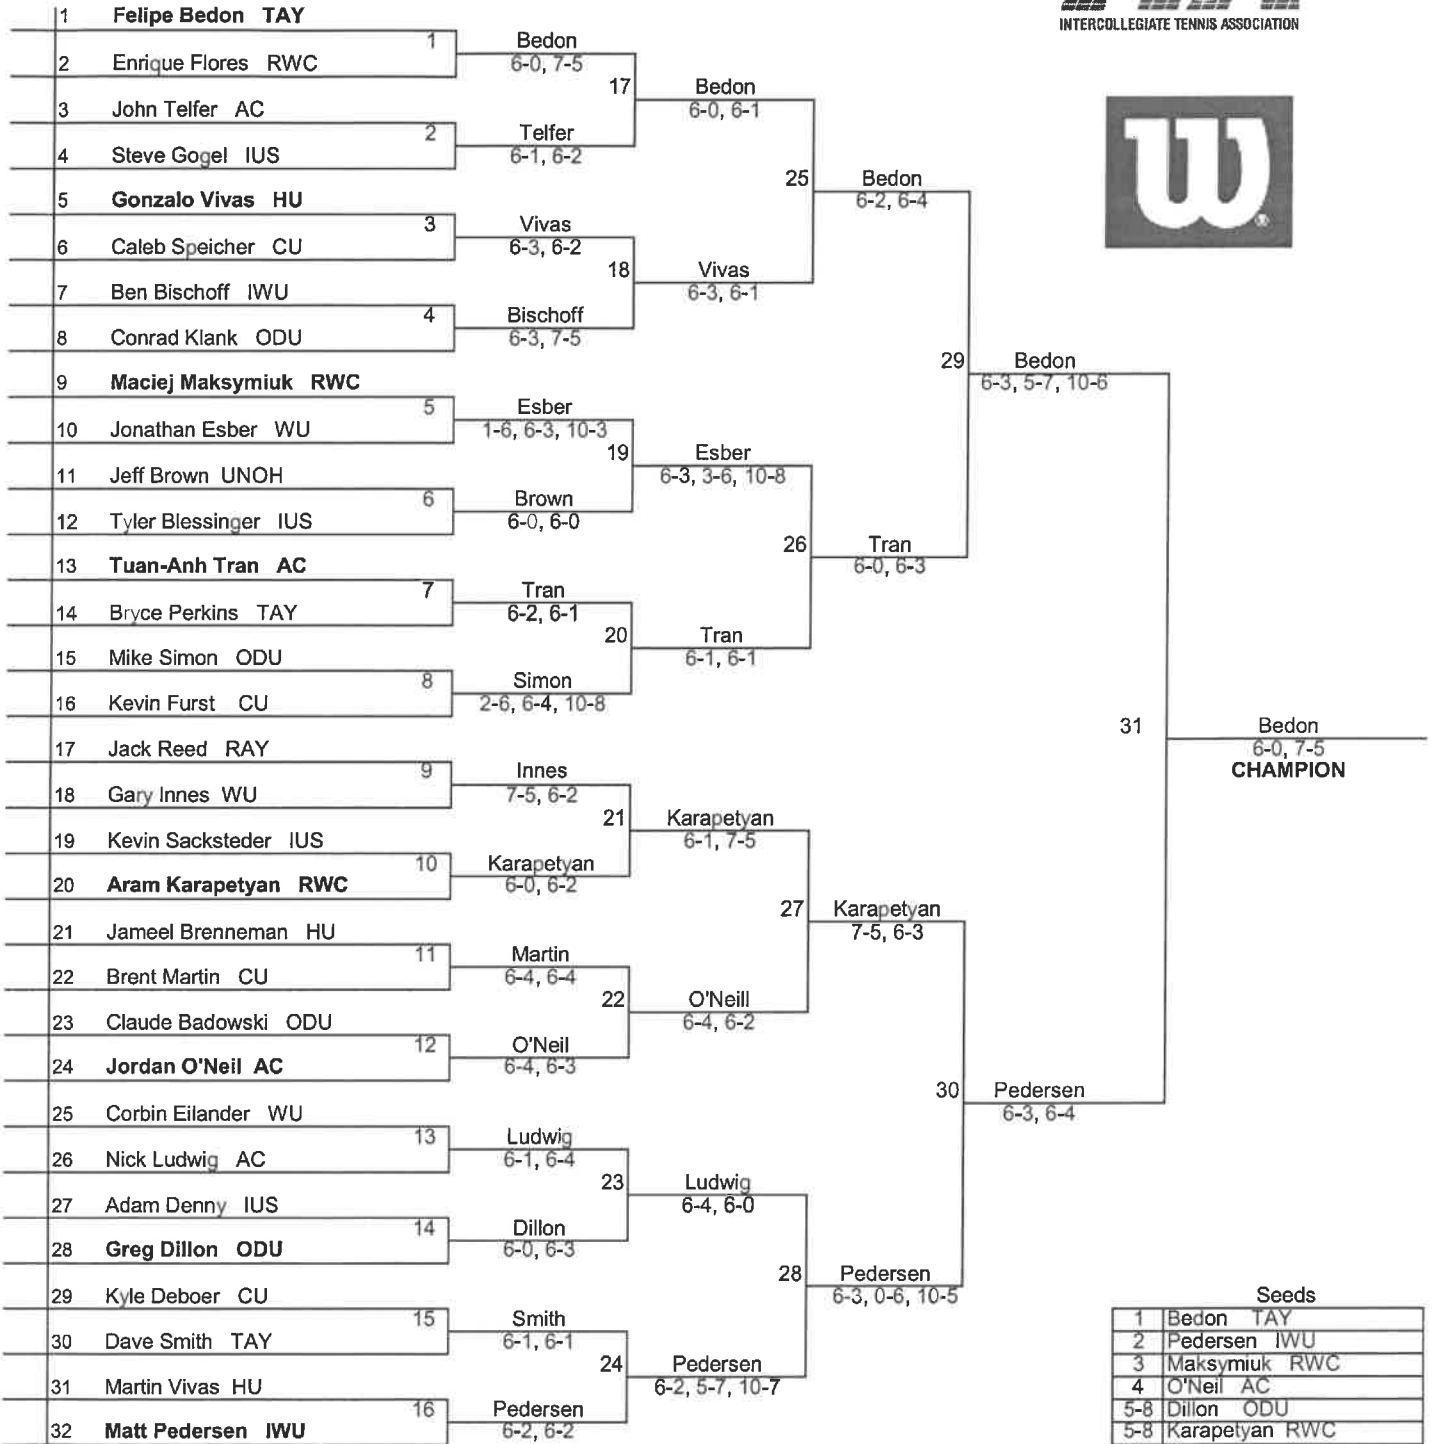 INTERCOLLEGIATE TENNIS ASSOCIATION
1 Felipe Bedon TAY
1
Bedon
6-0, 7-5
2 Enrique Flores RWC
17
Bedon
6-0, 6-1
3 John Telfer AC
2
Telfer
6-1, 6-2
4 Steve Gogel IUS
25
Bedon
6-2, 6-4
5 Gonzalo Vivas HU
3
Vivas
6-3, 6-2
6 Caleb Speicher CU
18
Vivas
6-3, 6-1
7 Ben Bischoff IWU
4
Bischoff
6-3, 7-5
8 Conrad Klank ODU
29
Bedon
6-3, 5-7, 10-6
9 Maciej Maksymiuk RWC
5
Esber
1-6, 6-3, 10-3
10 Jonathan Esber WU
19
Esber
6-3, 3-6, 10-8
11 Jeff Brown UNOH
6
Brown
6-0, 6-0
12 Tyler Blessinger IUS
26
Tran
6-0, 6-3
13 Tuan-Anh Tran AC
7
Tran
6-2, 6-1
14 Bryce Perkins TAY
20
Tran
6-1, 6-1
15 Mike Simon ODU
8
Simon
2-6, 6-4, 10-8
16 Kevin Furst CU
31
Bedon
6-0, 7-5
CHAMPION
17 Jack Reed RAY
9
Innes
7-5, 6-2
18 Gary Innes WU
21
Karapetyan
6-1, 7-5
19 Kevin Sacksteder IUS
10
Karapetyan
6-0, 6-2
20 Aram Karapetyan RWC
27
Karapetyan
7-5, 6-3
21 Jameel Brenneman HU
11
Martin
6-4, 6-4
22 Brent Martin CU
22
O'Neill
6-4, 6-2
23 Claude Badowski ODU
12
O'Neil
6-4, 6-3
24 Jordan O'Neil AC
30
Pedersen
6-3, 6-4
25 Corbin Eilander WU
13
Ludwig
6-1, 6-4
26 Nick Ludwig AC
23
Ludwig
6-4, 6-0
27 Adam Denny IUS
14
Dillon
6-0, 6-3
28 Greg Dillon ODU
28
Pedersen
6-3, 0-6, 10-5
29 Kyle Deboer CU
15
Smith
6-1, 6-1
30 Dave Smith TAY
24
Pedersen
6-2, 5-7, 10-7
31 Martin Vivas HU
16
Pedersen
6-2, 6-2
32 Matt Pedersen IWU
Seeds
1 Bedon TAY
2 Pedersen IWU
3 Maksymiuk RWC
4 O'Neil AC
5-8 Dillon ODU
5-8 Karapetyan RWC